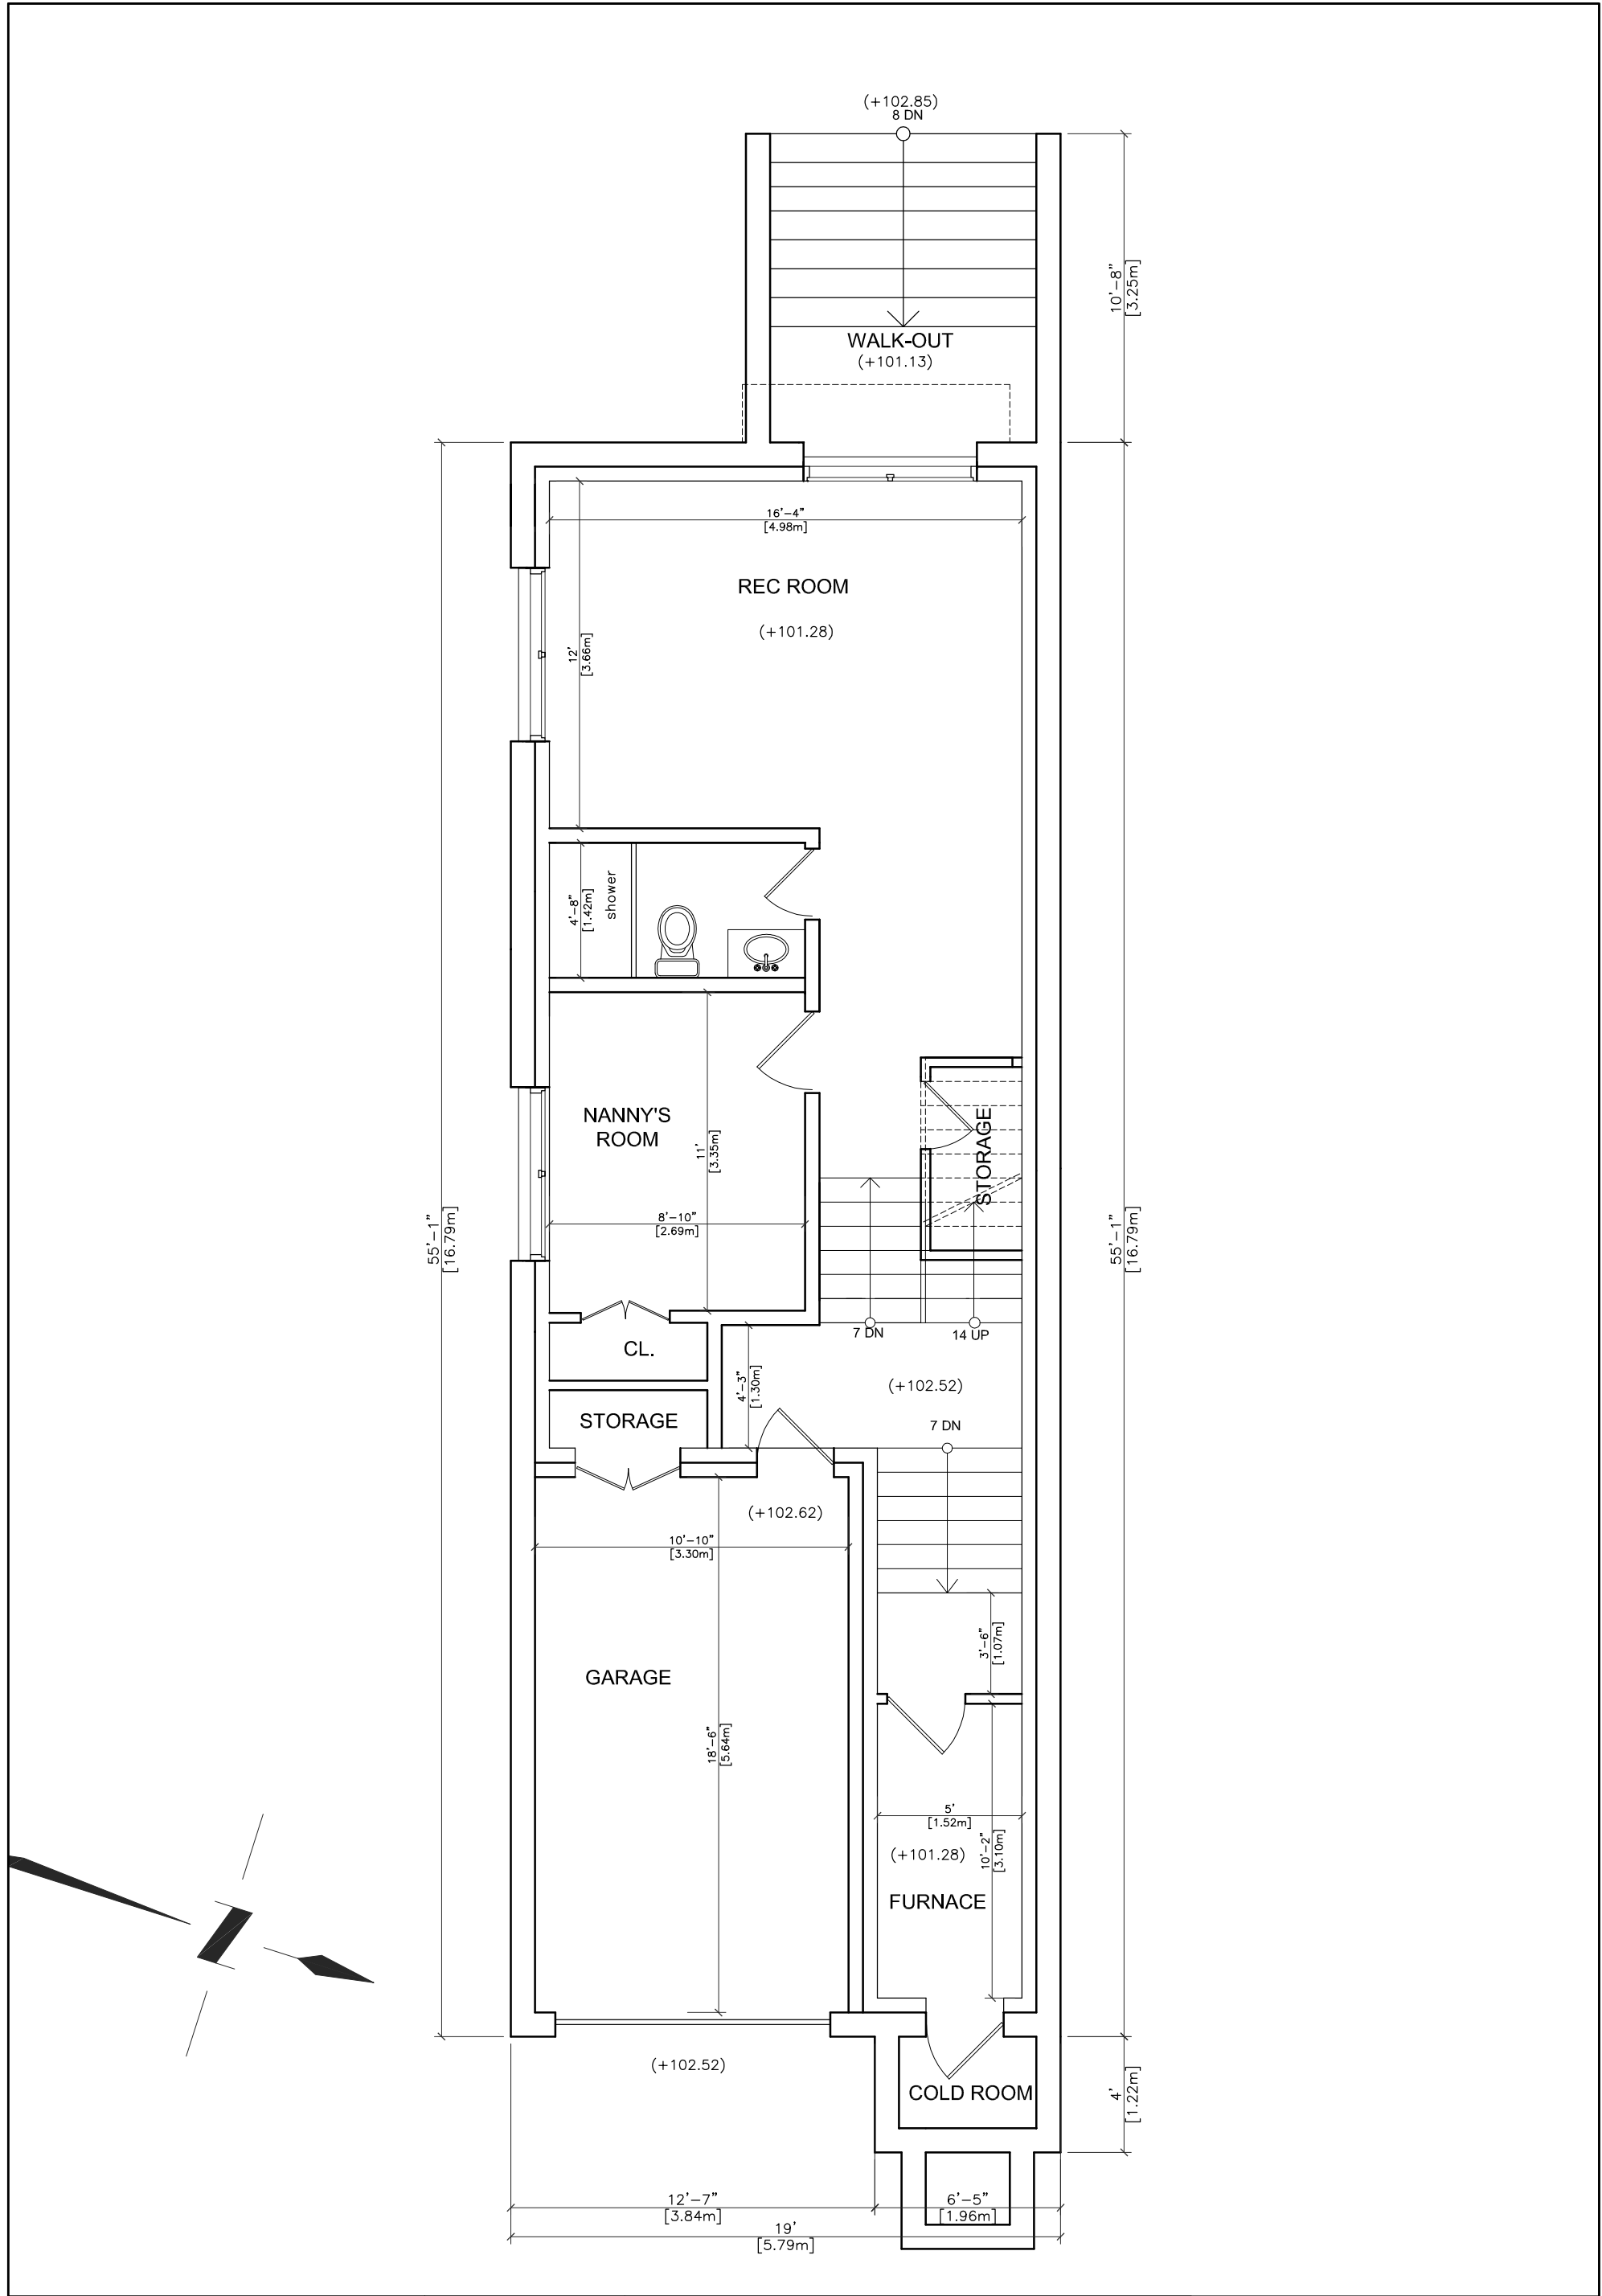 (+102.85)
8 DN
WALK-OUT
(+101.13)
10'-8"
[3.25m]
16'-4"
[4.98m]
REC ROOM
(+101.28)
12'
[3.66m]
4'-8"
[1.42m]
shower
NANNY'S
ROOM
11'
[3.35m]
8'-10"
[2.69m]
STORAGE
55'-1"
[16.79m]
55'-1"
[16.79m]
7 DN
14 UP
CL.
4'-3"
[1.30m]
(+102.52)
STORAGE
7 DN
(+102.62)
10'-10"
[3.30m]
3'-6"
[1.07m]
GARAGE
18'-6"
[5.64m]
5'
[1.52m]
10'-2"
[3.10m]
(+101.28)
FURNACE
(+102.52)
COLD ROOM
4'
[1.22m]
12'-7"
[3.84m]
6'-5"
[1.96m]
19'
[5.79m]